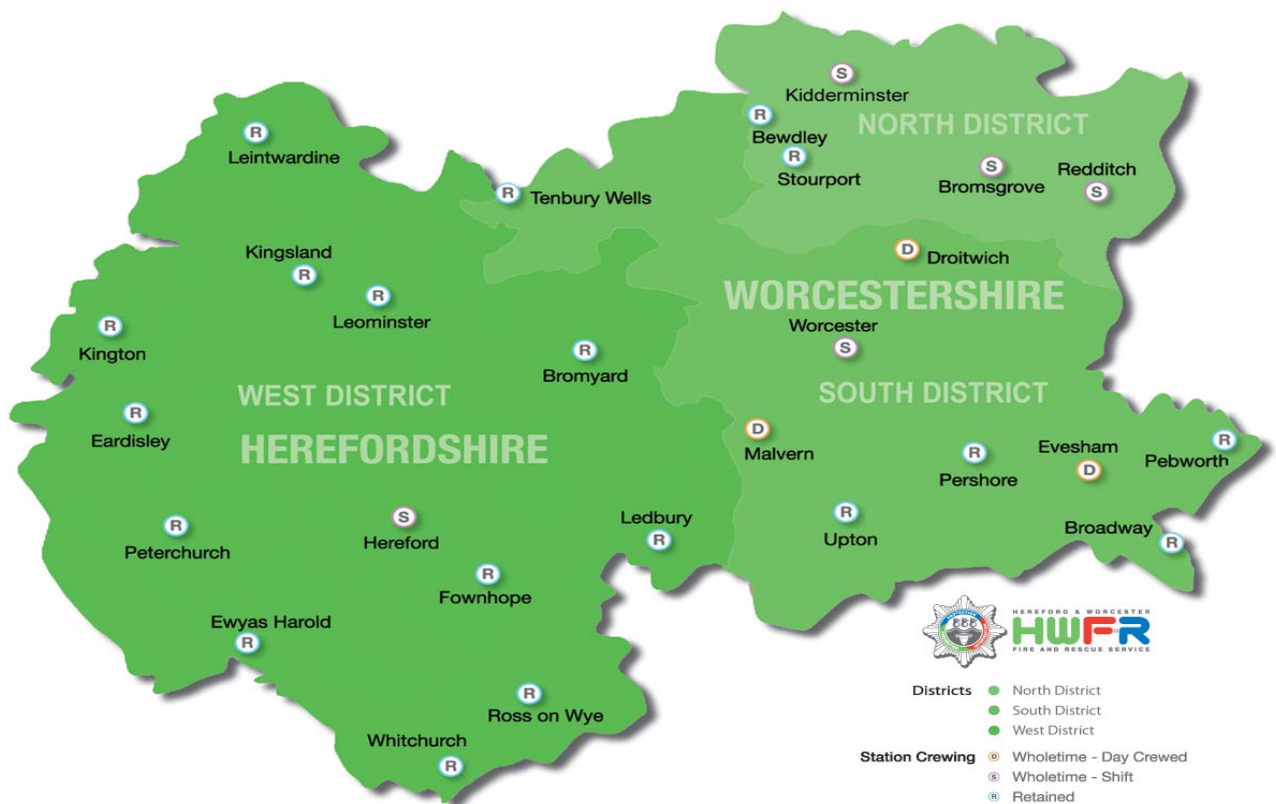 S
Kidderminster
R
Bewdley
NORTH DISTRICT
R
Leintwardine
R
Stourport
S
Bromsgrove
Redditch
S
R
Tenbury Wells
Kingsland
R
D
Droitwich
R
Leominster
WORCESTERSHIRE
R
Kington
Worcester
S
R
Bromyard
WEST DISTRICT
SOUTH DISTRICT
R
Eardisley
HEREFORDSHIRE
D
Malvern
R
Pershore
Evesham
D
R
Pebworth
R
Peterchurch
S
Hereford
Ledbury
R
R
Upton
Broadway
R
R
Fownhope
Ewyas Harold
R
R
Ross on Wye
Whitchurch
R
HEREFORD & WORCESTER
HWFR
FIRE AND RESCUE SERVICE
Districts
North District
South District
West District
Station Crewing
D Wholetime - Day Crewed
S Wholetime - Shift
R Retained